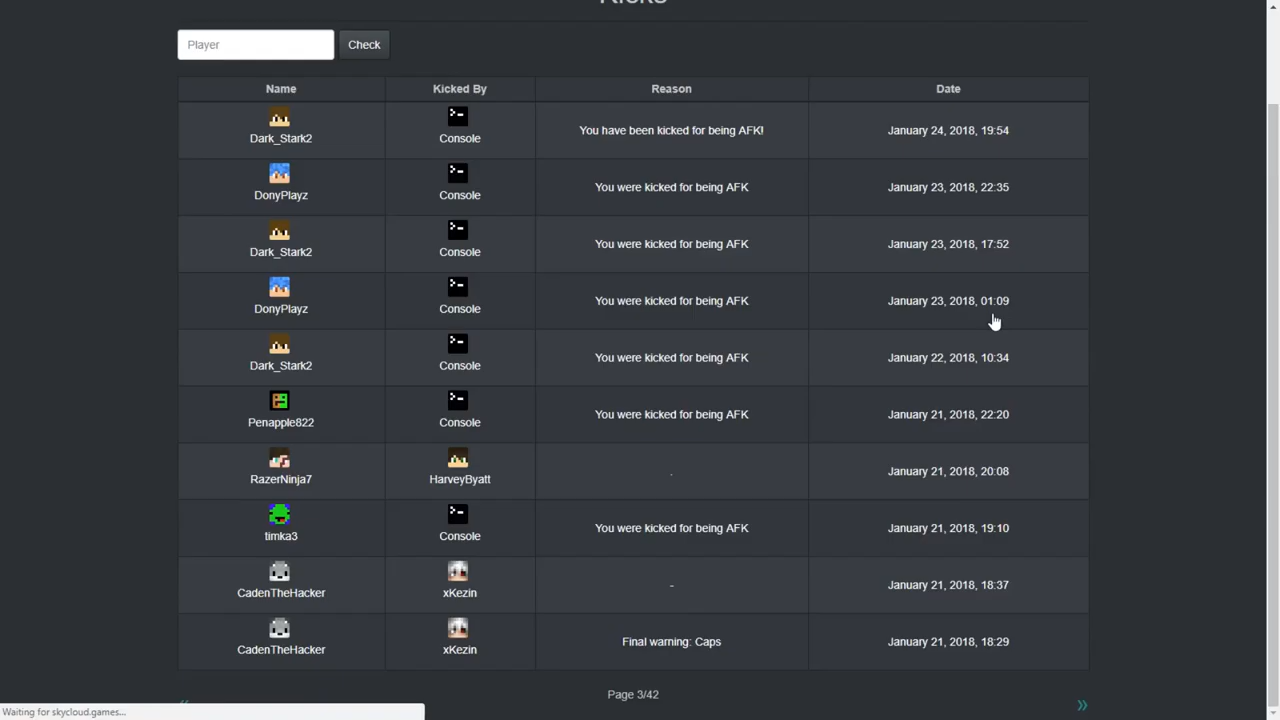 Kicks
Player
Check
Name Kicked By Reason Date
Dark_Stark2 Console You have been kicked for being AFK! January 24, 2018, 19:54
DonyPlayz Console You were kicked for being AFK January 23, 2018, 22:35
Dark_Stark2 Console You were kicked for being AFK January 23, 2018, 17:52
DonyPlayz Console You were kicked for being AFK January 23, 2018, 01:09
Dark_Stark2 Console You were kicked for being AFK January 22, 2018, 10:34
Penapple822 Console You were kicked for being AFK January 21, 2018, 22:20
RazerNinja7 HarveyByatt . January 21, 2018, 20:08
timka3 Console You were kicked for being AFK January 21, 2018, 19:10
CadenTheHacker xKezin - January 21, 2018, 18:37
CadenTheHacker xKezin Final warning: Caps January 21, 2018, 18:29
Page 3/42
« »
Waiting for skycloud.games...